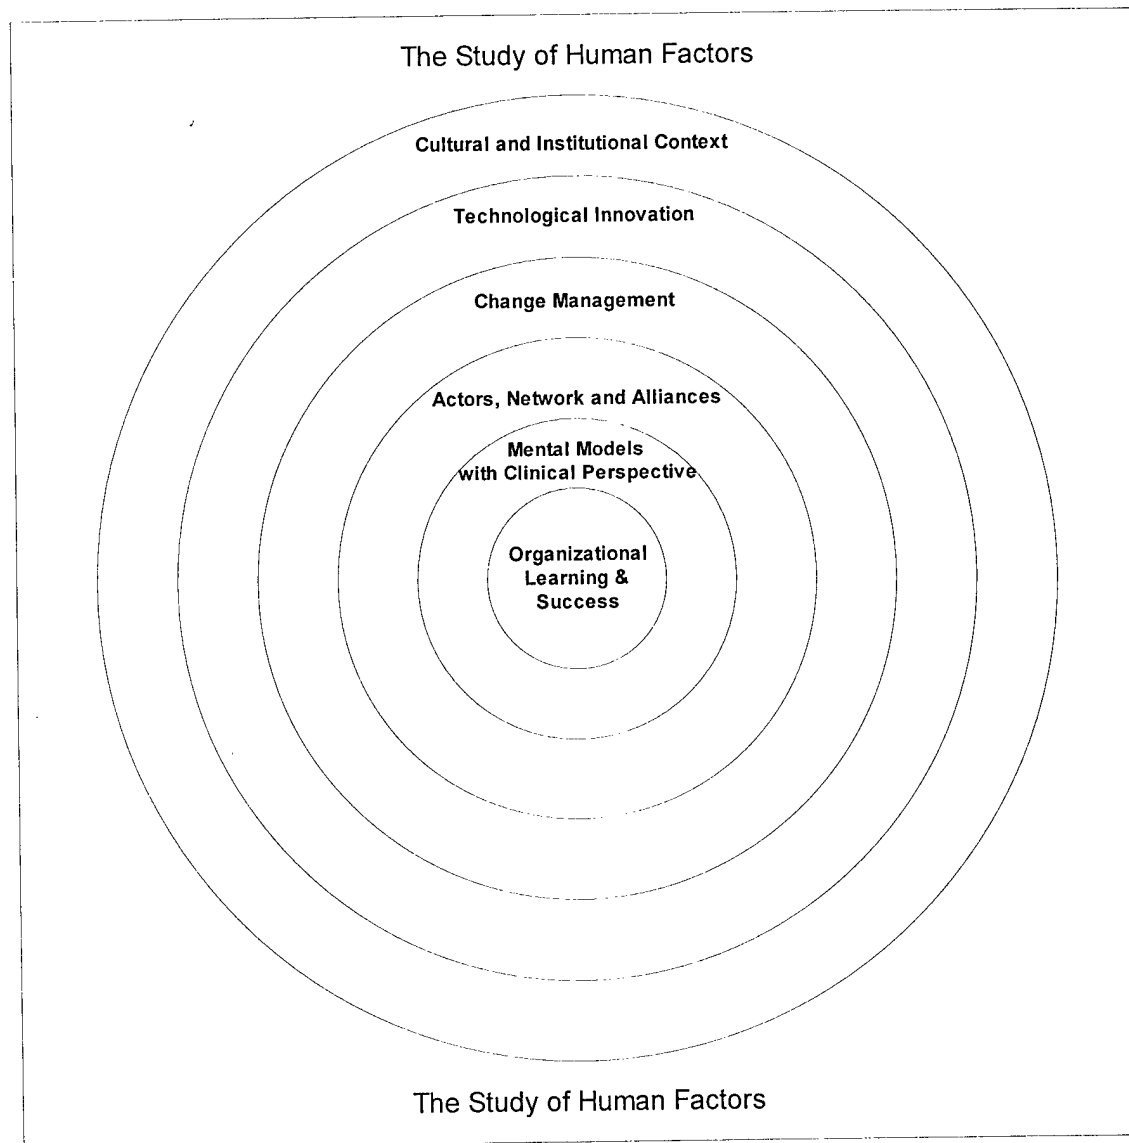 The Study of Human Factors
Cultural and Institutional Context
Technological Innovation
Change Management
Actors, Network and Alliances
Mental Models
with Clinical Perspective
Organizational
Learning &
Success
The Study of Human Factors